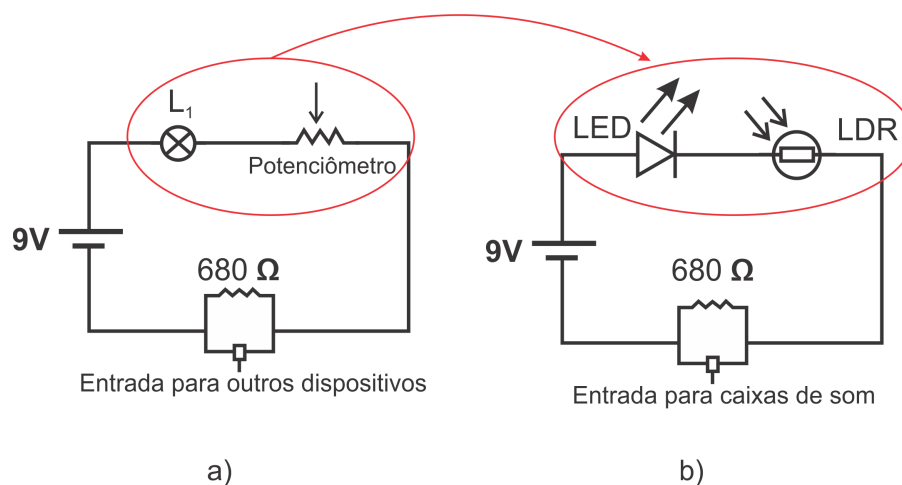 L₁
Potenciômetro
9V
680 Ω
Entrada para outros dispositivos
a)
LED
LDR
9V
680 Ω
Entrada para caixas de som
b)